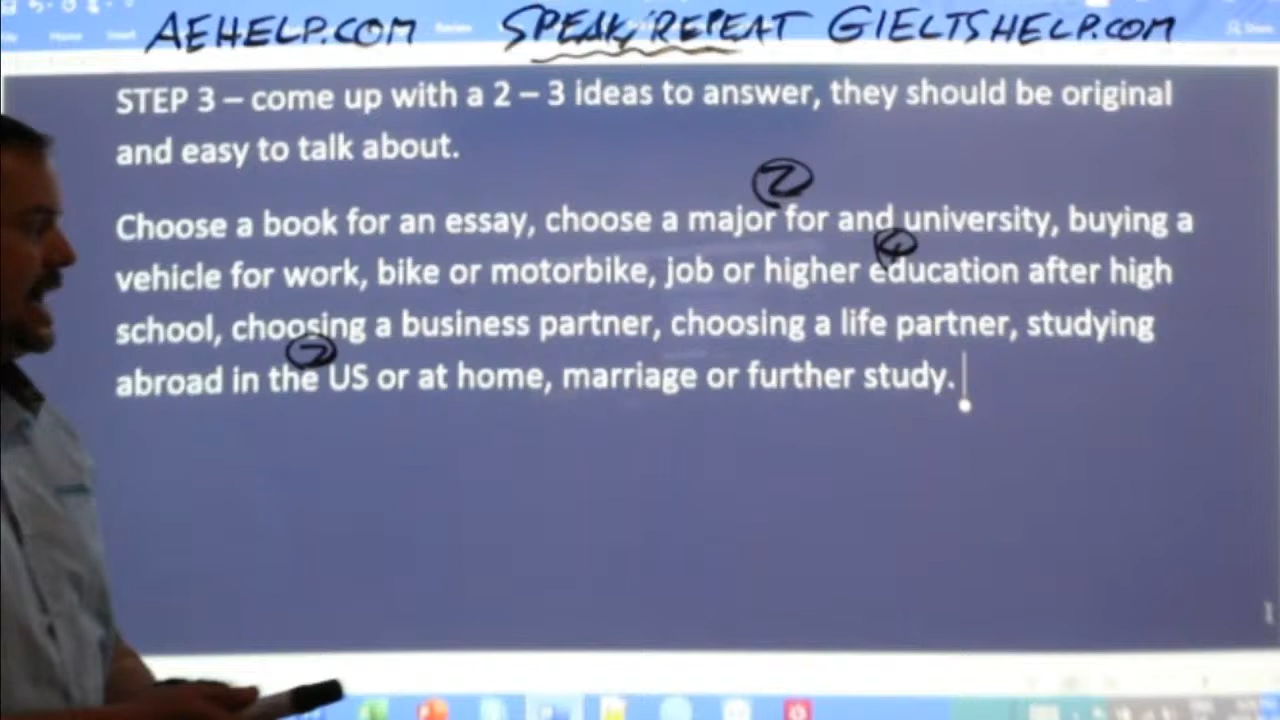 AEHELP.COM SPEAK/REPEAT GIELTSHELP.COM
STEP 3 – come up with a 2 – 3 ideas to answer, they should be original
and easy to talk about.
2
Choose a book for an essay, choose a major for and university, buying a
vehicle for work, bike or motorbike, job or higher education after high
school, choosing a business partner, choosing a life partner, studying
abroad in the US or at home, marriage or further study.